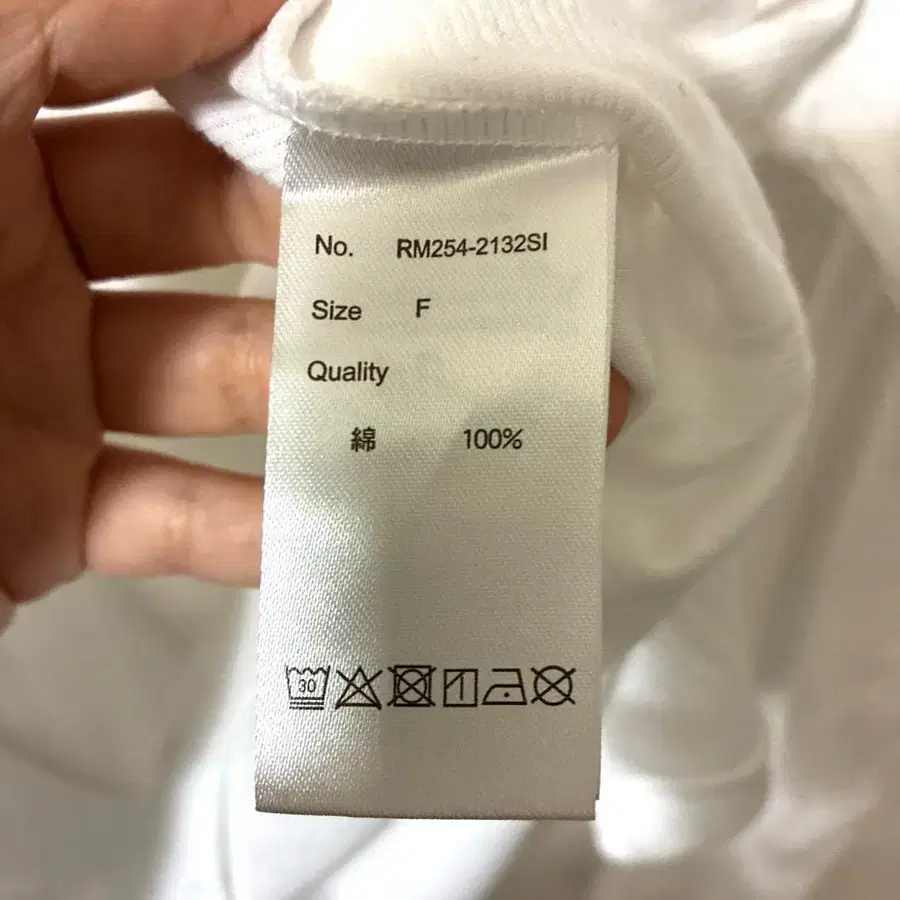 No. RM254-2132SI
Size F
Quality
綿 100%
30